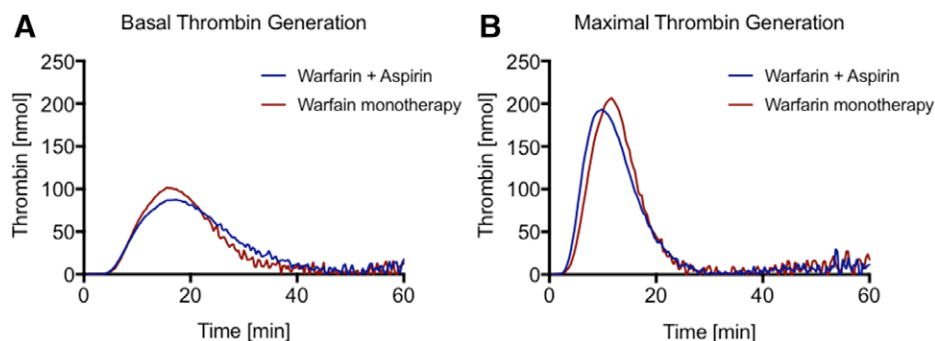 A
Basal Thrombin Generation
250
200
150
100
50
0
Thrombin [nmol]
Warfarin + Aspirin
Warfain monotherapy
0
20
40
60
Time [min]
B
Maximal Thrombin Generation
250
200
150
100
50
0
Thrombin [nmol]
Warfarin + Aspirin
Warfarin monotherapy
0
20
40
60
Time [min]